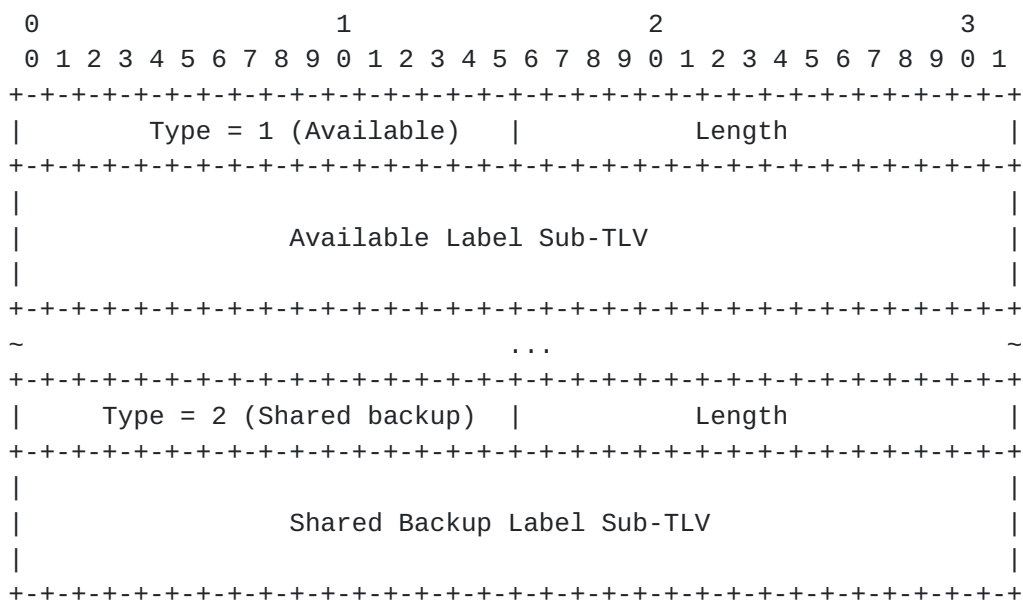 0                   1                   2                   3
 0 1 2 3 4 5 6 7 8 9 0 1 2 3 4 5 6 7 8 9 0 1 2 3 4 5 6 7 8 9 0 1
+-+-+-+-+-+-+-+-+-+-+-+-+-+-+-+-+-+-+-+-+-+-+-+-+-+-+-+-+-+-+-+-+
|        Type = 1 (Available)   |           Length              |
+-+-+-+-+-+-+-+-+-+-+-+-+-+-+-+-+-+-+-+-+-+-+-+-+-+-+-+-+-+-+-+-+
|                                                               |
|                 Available Label Sub-TLV                       |
|                                                               |
+-+-+-+-+-+-+-+-+-+-+-+-+-+-+-+-+-+-+-+-+-+-+-+-+-+-+-+-+-+-+-+-+
~                               ...                             ~
+-+-+-+-+-+-+-+-+-+-+-+-+-+-+-+-+-+-+-+-+-+-+-+-+-+-+-+-+-+-+-+-+
|     Type = 2 (Shared backup)  |           Length              |
+-+-+-+-+-+-+-+-+-+-+-+-+-+-+-+-+-+-+-+-+-+-+-+-+-+-+-+-+-+-+-+-+
|                                                               |
|                 Shared Backup Label Sub-TLV                   |
|                                                               |
+-+-+-+-+-+-+-+-+-+-+-+-+-+-+-+-+-+-+-+-+-+-+-+-+-+-+-+-+-+-+-+-+